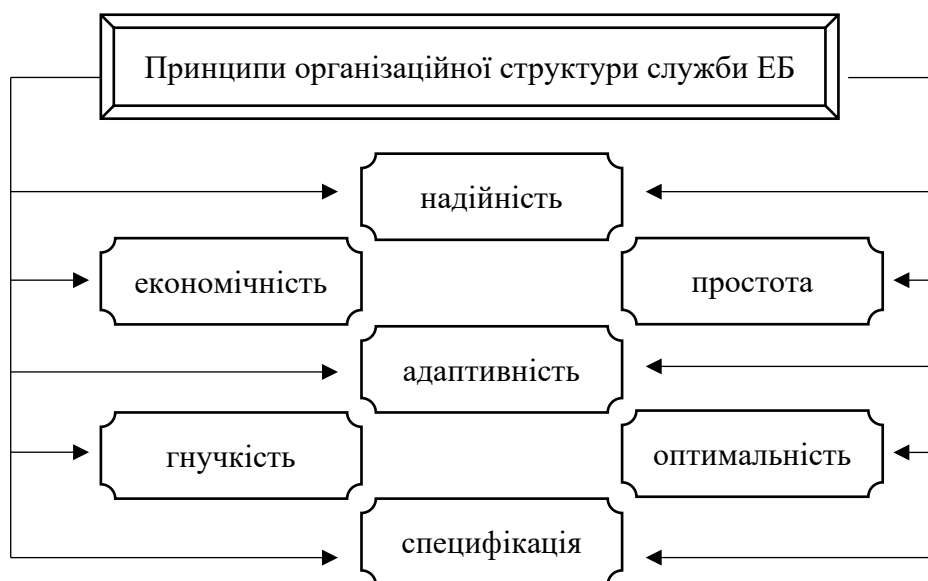 Принципи організаційної структури служби ЕБ
надійність
економічність
простота
адаптивність
гнучкість
оптимальність
специфікація